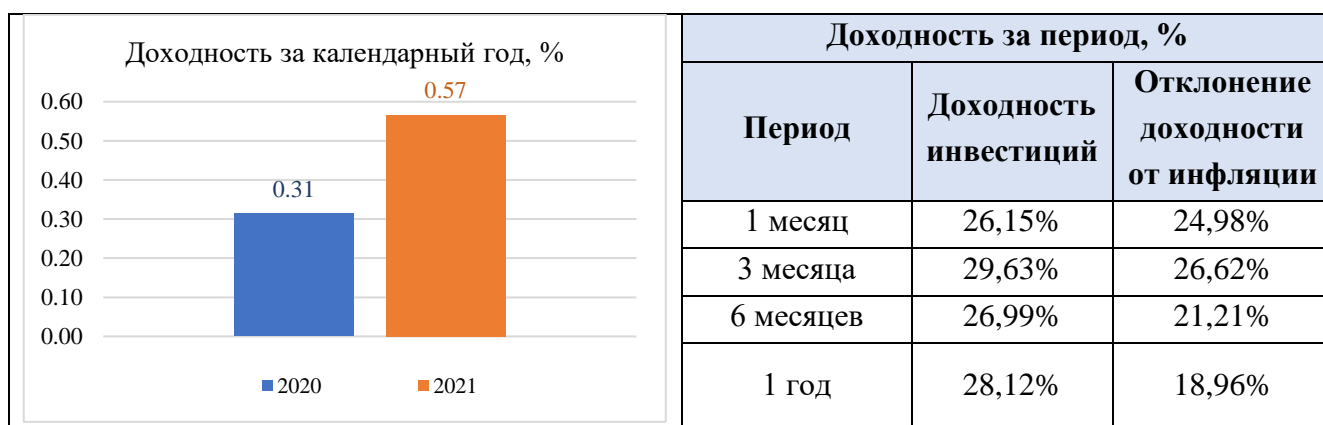 Доходность за календарный год, %
0.60
0.50
0.40
0.30
0.20
0.10
0.00
0.31
0.57
2020 2021
Доходность за период, %
Период
Доходность
инвестиций
Отклонение
доходности
от инфляции
1 месяц 26,15% 24,98%
3 месяца 29,63% 26,62%
6 месяцев 26,99% 21,21%
1 год 28,12% 18,96%